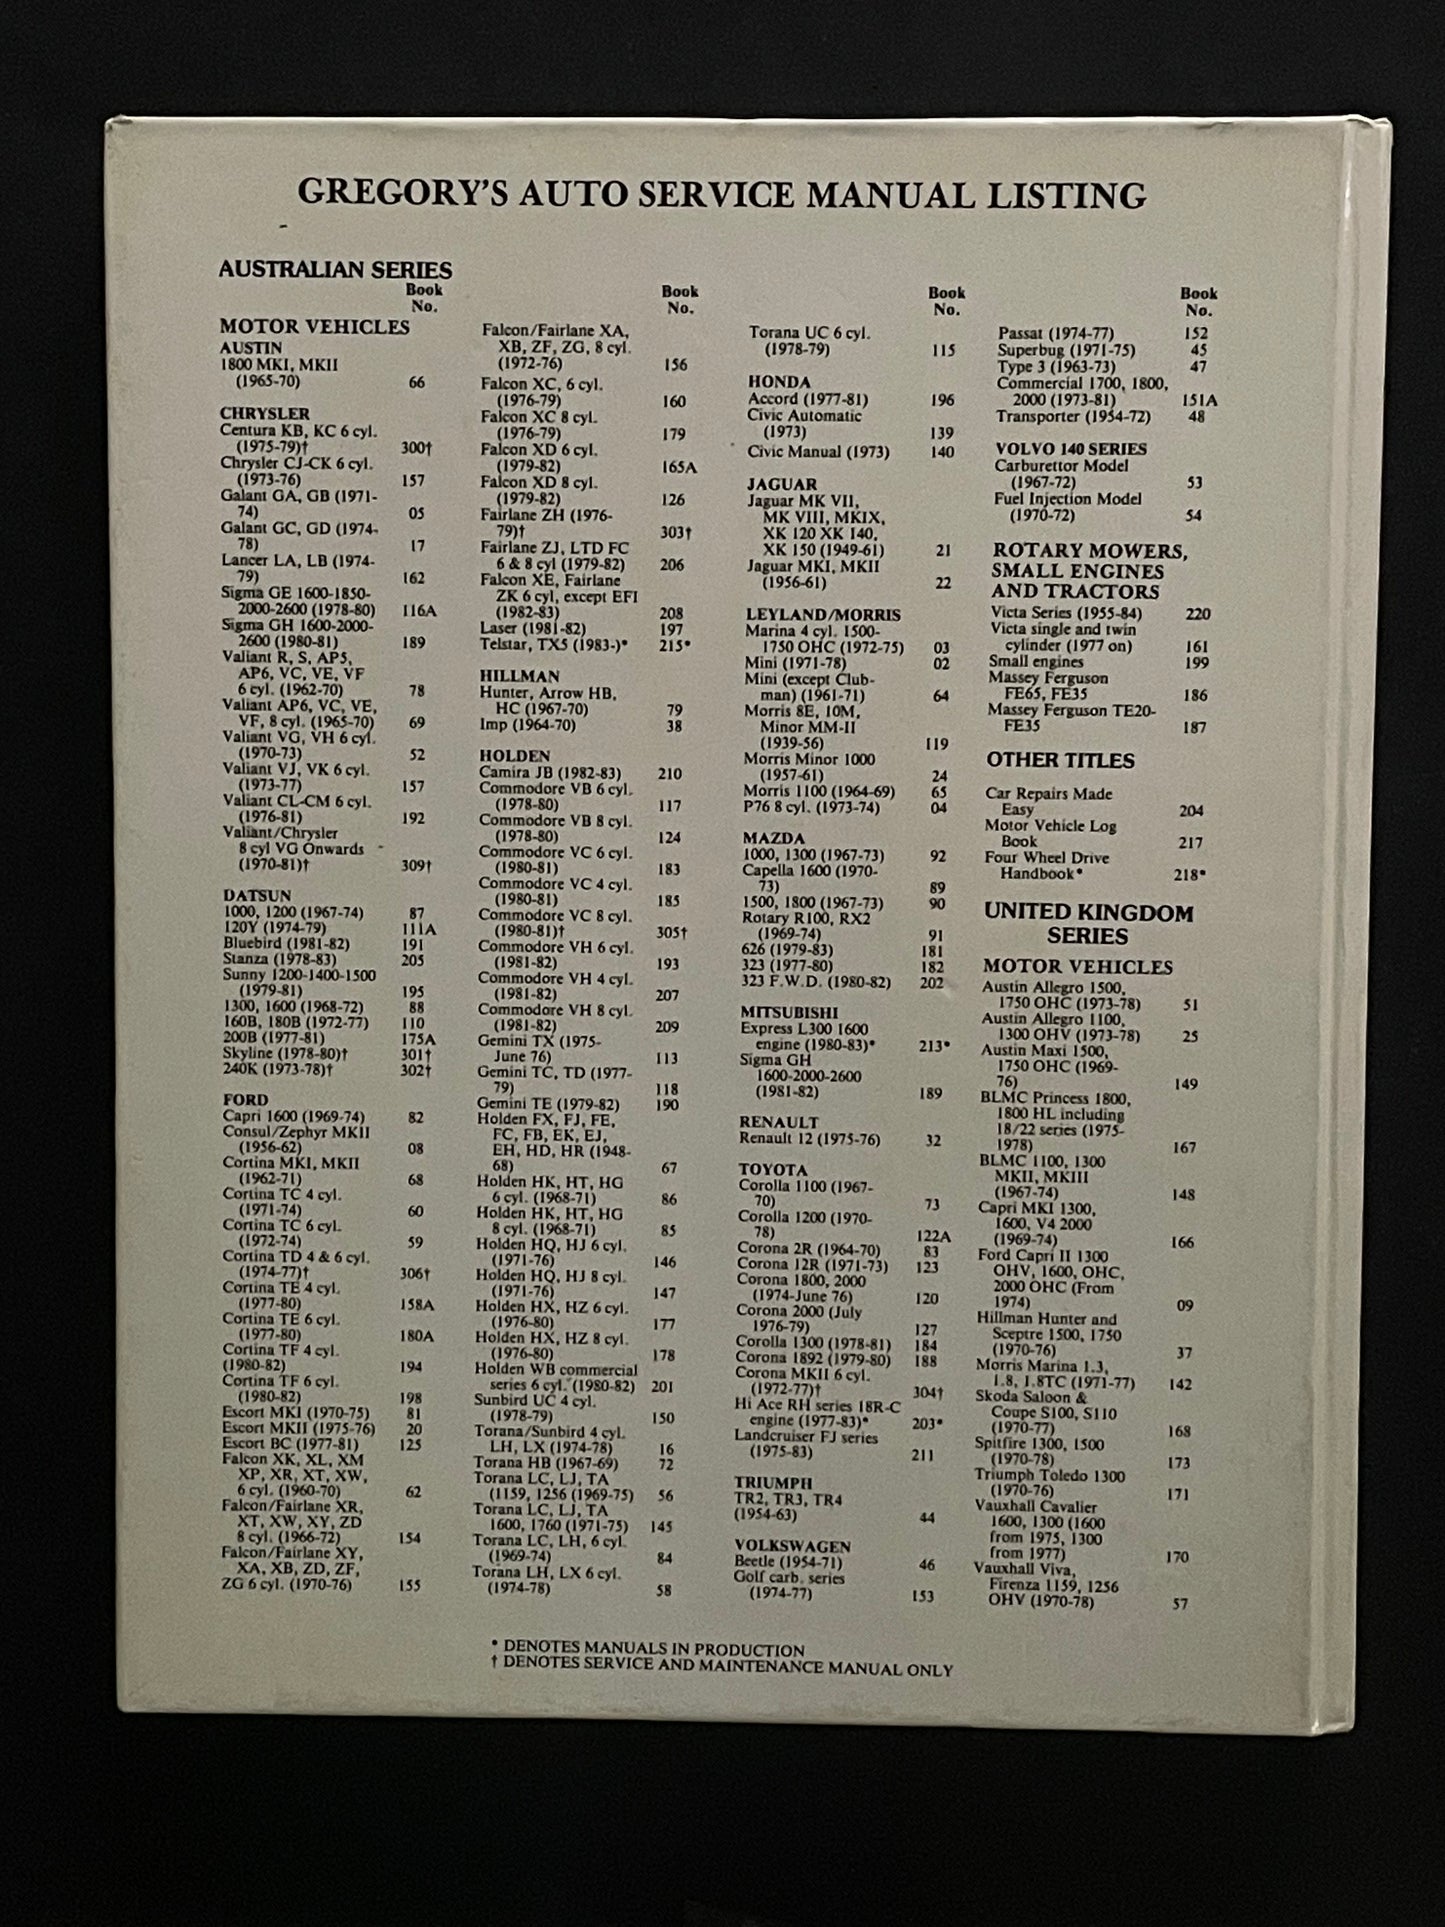 GREGORY'S AUTO SERVICE MANUAL LISTING
AUSTRALIAN SERIES
Book
No.
MOTOR VEHICLES
AUSTIN
1800 MKI, MKII
(1965-70) 66
CHRYSLER
Centura KB, KC 6 cyl.
(1975-79)† 300†
Chrysler CJ-CK 6 cyl.
(1973-76) 157
Galant GA, GB (1971-
74) 05
Galant GC, GD (1974-
78) 17
Lancer LA, LB (1974-
79) 162
Sigma GE 1600-1850-
2000-2600 (1978-80) 116A
Sigma GH 1600-2000-
2600 (1980-81) 189
Valiant R, S, AP5,
AP6, VC, VE, VF
6 cyl. (1962-70) 78
Valiant AP6, VC, VE,
VF, 8 cyl. (1965-70) 69
Valiant VG, VH 6 cyl.
(1970-73) 52
Valiant VJ, VK 6 cyl.
(1973-77) 157
Valiant CL-CM 6 cyl.
(1976-81) 192
Valiant/Chrysler
8 cyl VG Onwards
(1970-81)† 309†
DATSUN
1000, 1200 (1967-74) 87
120Y (1974-79) 111A
Bluebird (1981-82) 191
Stanza (1978-83) 205
Sunny 1200-1400-1500
(1979-81) 195
1300, 1600 (1968-72) 88
160B, 180B (1972-77) 110
200B (1977-81) 175A
Skyline (1978-80)† 301†
240K (1973-78)† 302†
FORD
Capri 1600 (1969-74) 82
Consul/Zephyr MKII
(1956-62) 08
Cortina MKI, MKII
(1962-71) 68
Cortina TC 4 cyl.
(1971-74) 60
Cortina TC 6 cyl.
(1972-74) 59
Cortina TD 4 & 6 cyl.
(1974-77)† 306†
Cortina TE 4 cyl.
(1977-80) 158A
Cortina TE 6 cyl.
(1977-80) 180A
Cortina TF 4 cyl.
(1980-82) 194
Cortina TF 6 cyl.
(1980-82) 198
Escort MKI (1970-75) 81
Escort MKII (1975-76) 20
Escort BC (1977-81) 125
Falcon XK, XL, XM
XP, XR, XT, XW,
6 cyl. (1960-70) 62
Falcon/Fairlane XR,
XT, XW, XY, ZD
8 cyl. (1966-72) 154
Falcon/Fairlane XY,
XA, XB, ZD, ZF,
ZG 6 cyl. (1970-76) 155
Book
No.
Falcon/Fairlane XA,
XB, ZF, ZG, 8 cyl.
(1972-76) 156
Falcon XC, 6 cyl.
(1976-79) 160
Falcon XC 8 cyl.
(1976-79) 179
Falcon XD 6 cyl.
(1979-82) 165A
Falcon XD 8 cyl.
(1979-82) 126
Fairlane ZH (1976-
79)† 303†
Fairlane ZJ, LTD FC
6 & 8 cyl (1979-82) 206
Falcon XE, Fairlane
ZK 6 cyl, except EFI
(1982-83) 208
Laser (1981-82) 197
Telstar, TX5 (1983-)* 215*
HILLMAN
Hunter, Arrow HB,
HC (1967-70) 79
Imp (1964-70) 38
HOLDEN
Camira JB (1982-83) 210
Commodore VB 6 cyl.
(1978-80) 117
Commodore VB 8 cyl.
(1978-80) 124
Commodore VC 6 cyl.
(1980-81) 183
Commodore VC 4 cyl.
(1980-81) 185
Commodore VC 8 cyl.
(1980-81)† 305†
Commodore VH 6 cyl.
(1981-82) 193
Commodore VH 4 cyl.
(1981-82) 207
Commodore VH 8 cyl.
(1981-82) 209
Gemini TX (1975-
June 76) 113
Gemini TC, TD (1977-
79) 118
Gemini TE (1979-82) 190
Holden FX, FJ, FE,
FC, FB, EK, EJ,
EH, HD, HR (1948-
68) 67
Holden HK, HT, HG
6 cyl. (1968-71) 86
Holden HK, HT, HG
8 cyl. (1968-71) 85
Holden HQ, HJ 6 cyl.
(1971-76) 146
Holden HQ, HJ 8 cyl.
(1971-76) 147
Holden HX, HZ 6 cyl.
(1976-80) 177
Holden HX, HZ 8 cyl.
(1976-80) 178
Holden WB commercial
series 6 cyl. (1980-82) 201
Sunbird UC 4 cyl.
(1978-79) 150
Torana/Sunbird 4 cyl.
LH, LX (1974-78) 16
Torana HB (1967-69) 72
Torana LC, LJ, TA
(1159, 1256 (1969-75) 56
Torana LC, LJ, TA
1600, 1760 (1971-75) 145
Torana LC, LH, 6 cyl.
(1969-74) 84
Torana LH, LX 6 cyl.
(1974-78) 58
Book
No.
Torana UC 6 cyl.
(1978-79) 115
HONDA
Accord (1977-81) 196
Civic Automatic
(1973) 139
Civic Manual (1973) 140
JAGUAR
Jaguar MK VII,
MK VIII, MKIX,
XK 120 XK 140,
XK 150 (1949-61) 21
Jaguar MKI, MKII
(1956-61) 22
LEYLAND/MORRIS
Marina 4 cyl. 1500-
1750 OHC (1972-75) 03
Mini (1971-78) 02
Mini (except Club-
man) (1961-71) 64
Morris 8E, 10M,
Minor MM-II
(1939-56) 119
Morris Minor 1000
(1957-61) 24
Morris 1100 (1964-69) 65
P76 8 cyl. (1973-74) 04
MAZDA
1000, 1300 (1967-73) 92
Capella 1600 (1970-
73) 89
1500, 1800 (1967-73) 90
Rotary R100, RX2
(1969-74) 91
626 (1979-83) 181
323 (1977-80) 182
323 F.W.D. (1980-82) 202
MITSUBISHI
Express L300 1600
engine (1980-83)* 213*
Sigma GH
1600-2000-2600
(1981-82) 189
RENAULT
Renault 12 (1975-76) 32
TOYOTA
Corolla 1100 (1967-
70) 73
Corolla 1200 (1970-
78) 122A
Corona 2R (1964-70) 83
Corona 12R (1971-73) 123
Corona 1800, 2000
(1974-June 76) 120
Corona 2000 (July
1976-79) 127
Corolla 1300 (1978-81) 184
Corona 1892 (1979-80) 188
Corona MKII 6 cyl.
(1972-77)† 304†
Hi Ace RH series 18R-C
engine (1977-83)* 203*
Landcruiser FJ series
(1975-83) 211
TRIUMPH
TR2, TR3, TR4
(1954-63) 44
VOLKSWAGEN
Beetle (1954-71) 46
Golf carb. series
(1974-77) 153
Book
No.
Passat (1974-77) 152
Superbug (1971-75) 45
Type 3 (1963-73) 47
Commercial 1700, 1800,
2000 (1973-81) 151A
Transporter (1954-72) 48
VOLVO 140 SERIES
Carburettor Model
(1967-72) 53
Fuel Injection Model
(1970-72) 54
ROTARY MOWERS,
SMALL ENGINES
AND TRACTORS
Victa Series (1955-84) 220
Victa single and twin
cylinder (1977 on) 161
Small engines 199
Massey Ferguson
FE65, FE35 186
Massey Ferguson TE20-
FE35 187
OTHER TITLES
Car Repairs Made
Easy 204
Motor Vehicle Log
Book 217
Four Wheel Drive
Handbook* 218*
UNITED KINGDOM
SERIES
MOTOR VEHICLES
Austin Allegro 1500,
1750 OHC (1973-78) 51
Austin Allegro 1100,
1300 OHV (1973-78) 25
Austin Maxi 1500,
1750 OHC (1969-
76) 149
BLMC Princess 1800,
1800 HL including
18/22 series (1975-
1978) 167
BLMC 1100, 1300
MKII, MKIII
(1967-74) 148
Capri MKI 1300,
1600, V4 2000
(1969-74) 166
Ford Capri II 1300
OHV, 1600, OHC,
2000 OHC (From
1974) 09
Hillman Hunter and
Sceptre 1500, 1750
(1970-76) 37
Morris Marina 1.3,
1.8, 1.8TC (1971-77) 142
Skoda Saloon &
Coupe S100, S110
(1970-77) 168
Spitfire 1300, 1500
(1970-78) 173
Triumph Toledo 1300
(1970-76) 171
Vauxhall Cavalier
1600, 1300 (1600
from 1975, 1300
from 1977) 170
Vauxhall Viva,
Firenza 1159, 1256
OHV (1970-78) 57
* DENOTES MANUALS IN PRODUCTION
† DENOTES SERVICE AND MAINTENANCE MANUAL ONLY